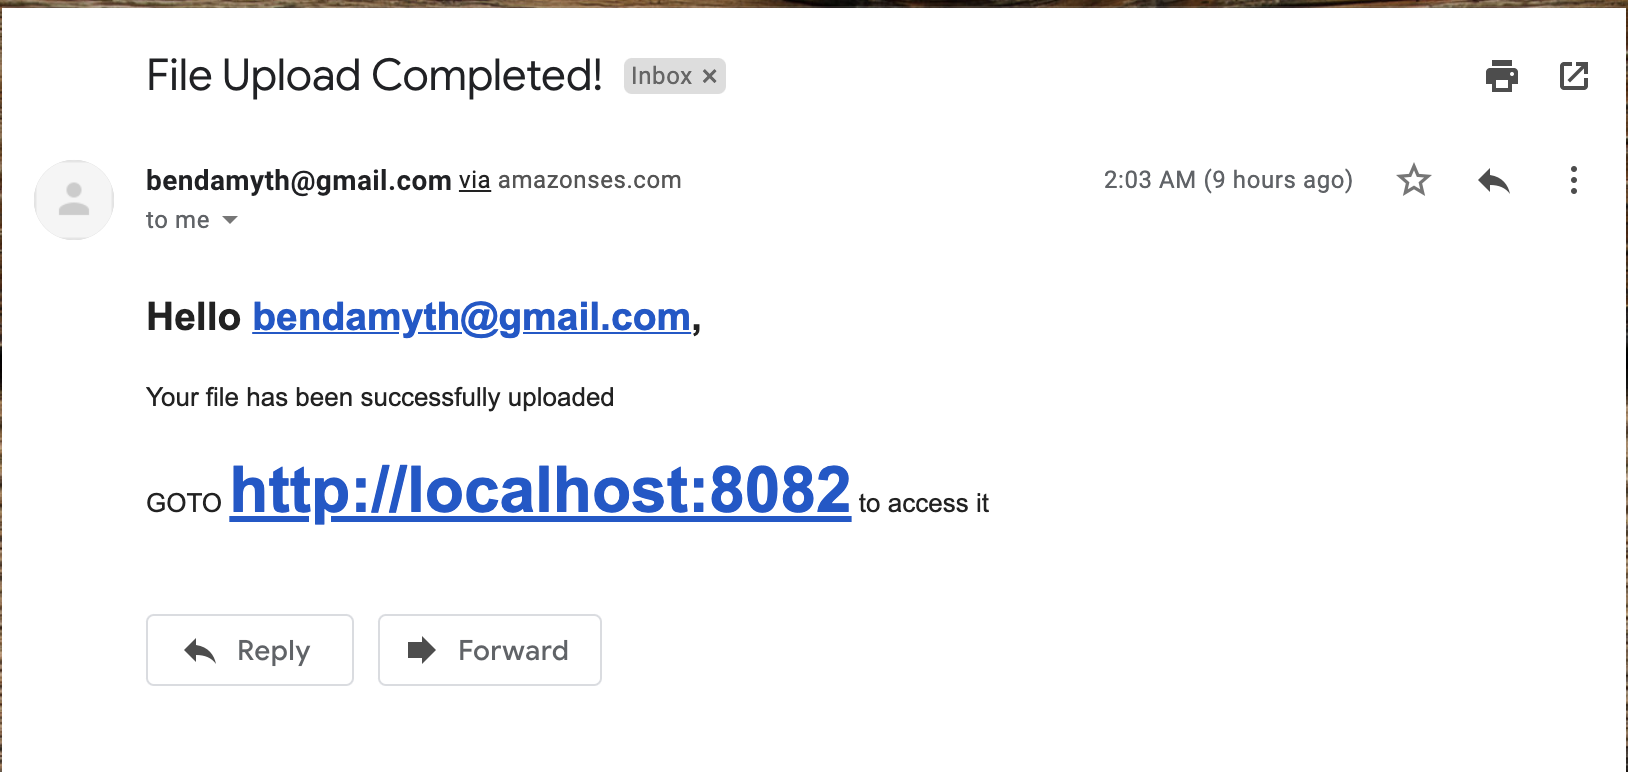 File Upload Completed! Inbox ×
bendamyth@gmail.com via amazonses.com 2:03 AM (9 hours ago)
to me
Hello bendamyth@gmail.com,
Your file has been successfully uploaded
GOTO http://localhost:8082 to access it
Reply Forward